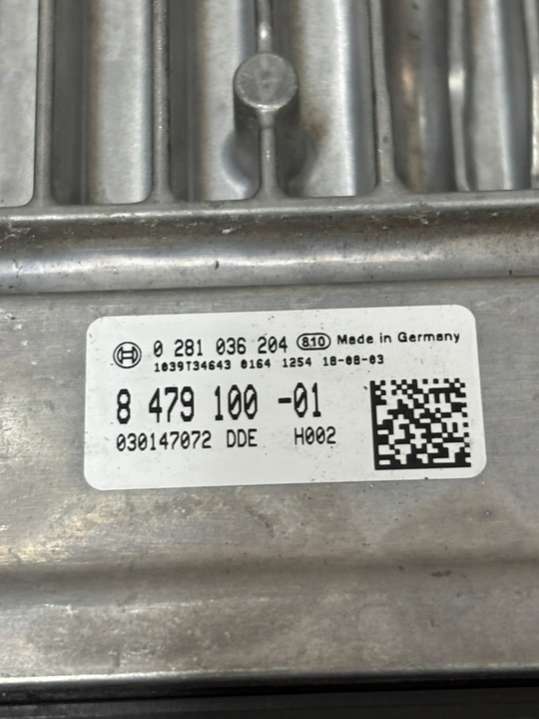 0 281 036 204 810 Made in Germany
1039T34643 0164 1254 18-08-03
8 479 100 -01
030147072 DDE H002